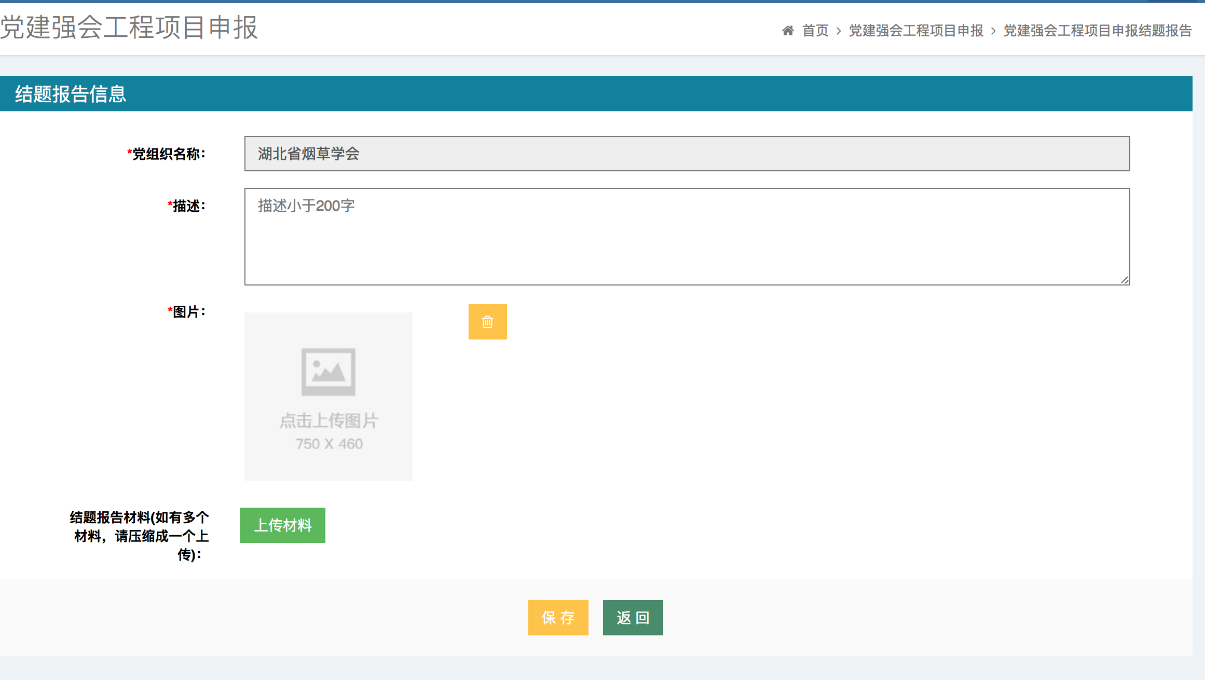 党建强会工程项目申报
首页 > 党建强会工程项目申报 > 党建强会工程项目申报结题报告
结题报告信息
*党组织名称： 湖北省烟草学会
*描述： 描述小于200字
*图片：
点击上传图片
750 X 460
结题报告材料(如有多个
材料，请压缩成一个上
传)：
上传材料
保 存 返 回